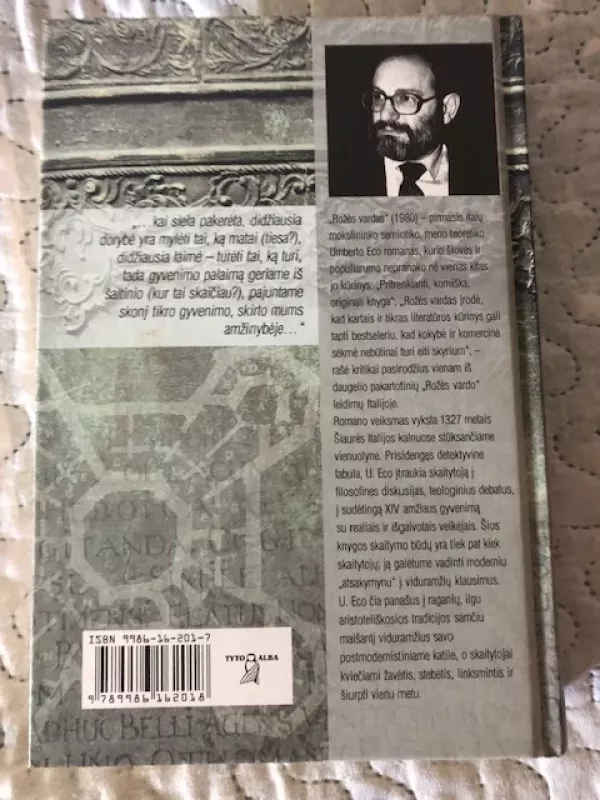 „... kai siela pakerėta, didžiausia
dorybė yra mylėti tai, ką matai (tiesa?),
didžiausia laimė – turėti tai, ką turi,
tada gyvenimo palaimą geriame iš
šaltinio (kur tai skaičiau?), pajuntame
skonį tikro gyvenimo, skirto mums
amžinybėje...“
„Rožės vardas“ (1980) – pirmasis italų
mokslininko semiotiko, meno teoretiko
Umberto Eco romanas, kurio šlovės ir
populiarumo nepranoko nė vienas kitas
jo kūrinys. „Pritrenkianti, komiška,
originali knyga“; „Rožės vardas įrodė,
kad kartais ir tikras literatūros kūrinys gali
tapti bestseleriu, kad kokybė ir komercinė
sėkmė nebūtinai turi eiti skyrium“, –
rašė kritikai pasirodžius vienam iš
daugelio pakartotinių „Rožės vardo“
leidimų Italijoje.
Romano veiksmas vyksta 1327 metais
Šiaurės Italijos kalnuose stūksančiame
vienuolyne. Prisidengęs detektyvine
fabula, U. Eco įtraukia skaitytoją į
filosofines diskusijas, teologinius debatus,
į sudėtingą XIV amžiaus gyvenimą
su realiais ir išgalvotais veikėjais. Šios
knygos skaitymo būdų yra tiek pat kiek
skaitytojų; ją galėtume vadinti moderniu
„atsakymynu“ į viduramžių klausimus.
U. Eco čia panašus į raganių, ilgu
aristoteliškosios tradicijos samčiu
maišantį viduramžius savo
postmodernistiniame katile, o skaitytojai
kviečiami žavėtis, stebėtis, linksmintis ir
šiurpti vienu metu.
ISBN 9986-16-201-7
9 789986 162018
TYTO ALBA
DHUC BELLI AGENS